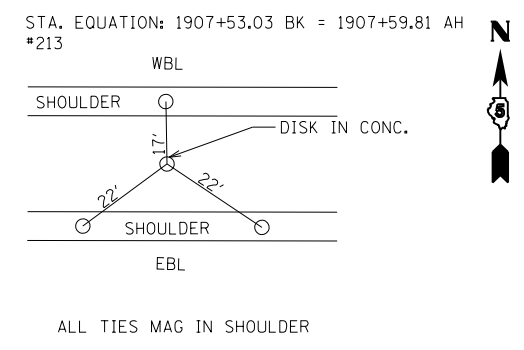 STA. EQUATION: 1907+53.03 BK = 1907+59.81 AH
#213
N
WBL
SHOULDER
5
DISK IN CONC.
17'
22'
22'
SHOULDER
EBL
ALL TIES MAG IN SHOULDER